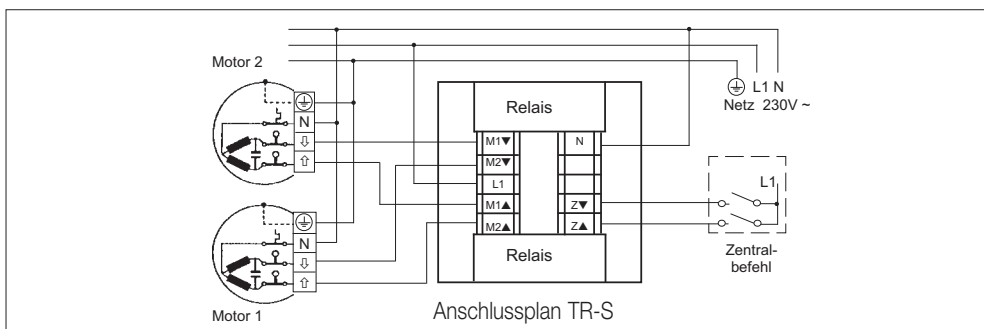 Motor 2
N
L1 N
Netz 230V ~
Relais
M1▼
M2▼
L1
M1▲
M2▲
N
Z▼
Z▲
Relais
L1
Zentral-
befehl
N
Motor 1
Anschlussplan TR-S